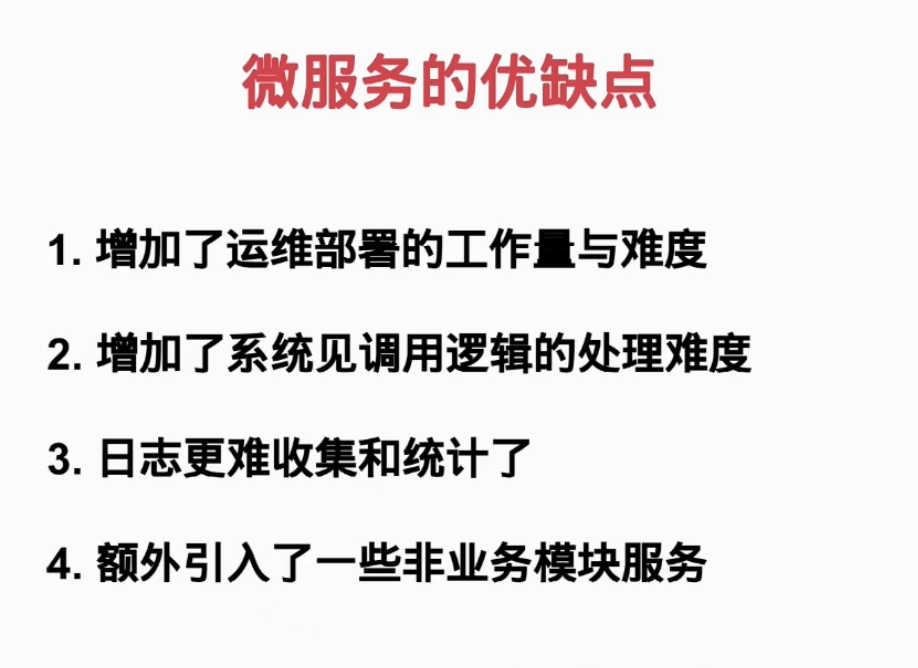 微服务的优缺点
1. 增加了运维部署的工作量与难度
2. 增加了系统见调用逻辑的处理难度
3. 日志更难收集和统计了
4. 额外引入了一些非业务模块服务